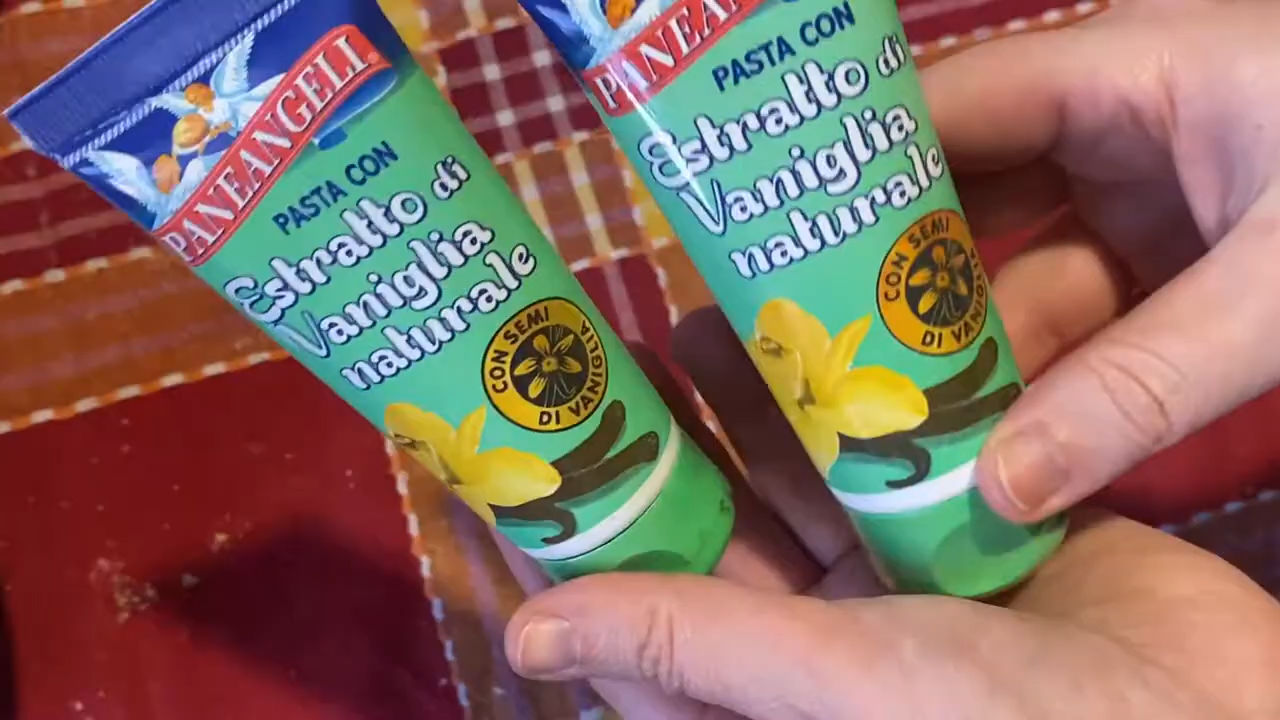 PANEANGELI
PASTA CON
Estratto di
Vaniglia
naturale
CON SEMI
DI VANIGLIA
PANEA
PASTA CON
Estratto di
Vaniglia
naturale
CON SEMI
DI VANIGLIA